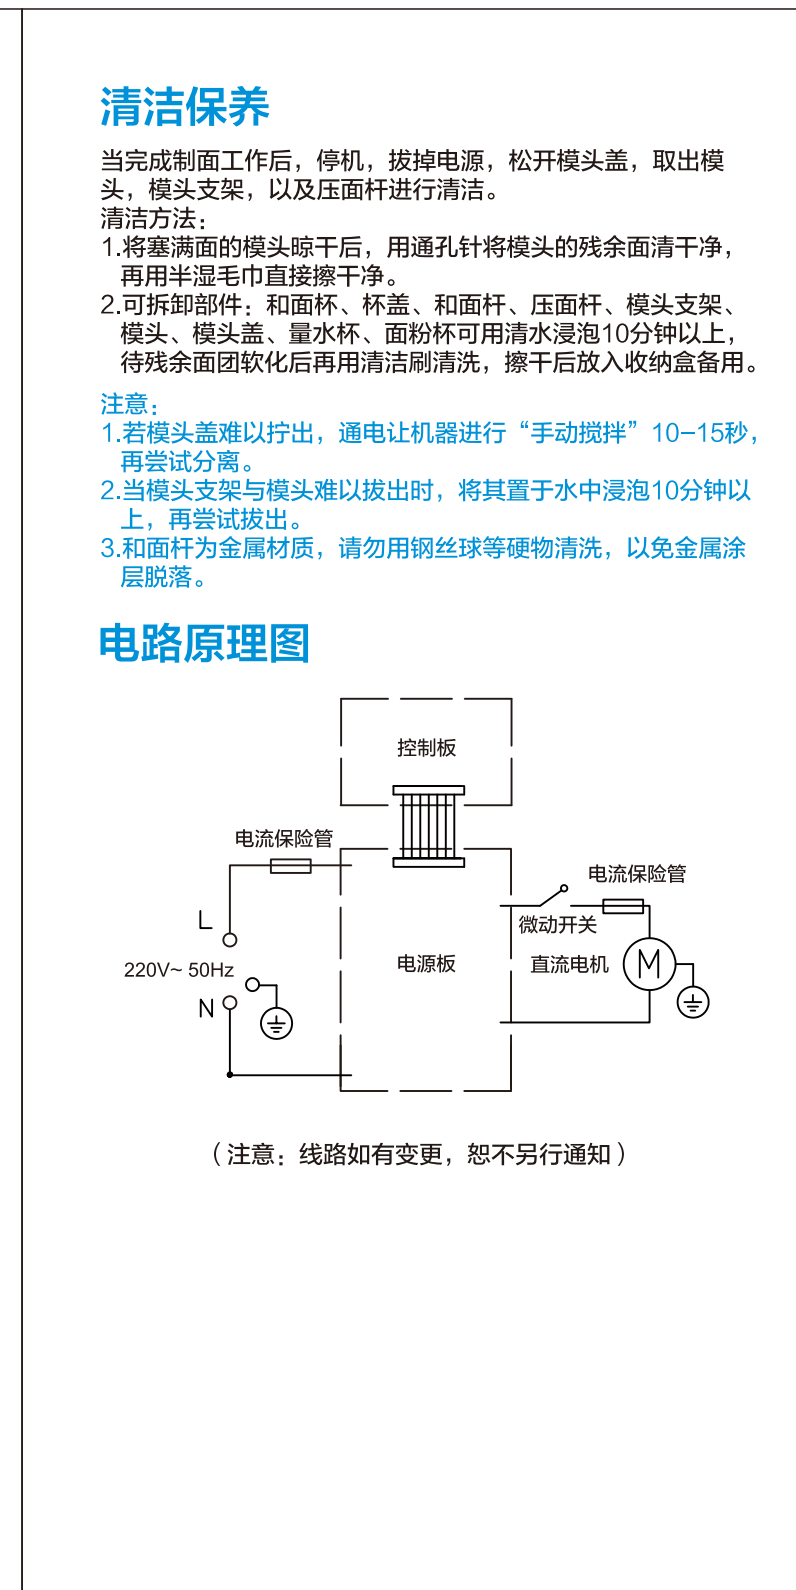 清洁保养
当完成制面工作后，停机，拔掉电源，松开模头盖，取出模
头，模头支架，以及压面杆进行清洁。
清洁方法：
1.将塞满面的模头晾干后，用通孔针将模头的残余面清干净，
再用半湿毛巾直接擦干净。
2.可拆卸部件：和面杯、杯盖、和面杆、压面杆、模头支架、
模头、模头盖、量水杯、面粉杯可用清水浸泡10分钟以上，
待残余面团软化后再用清洁刷清洗，擦干后放入收纳盒备用。
注意：
1.若模头盖难以拧出，通电让机器进行“手动搅拌”10-15秒，
再尝试分离。
2.当模头支架与模头难以拔出时，将其置于水中浸泡10分钟以
上，再尝试拔出。
3.和面杆为金属材质，请勿用钢丝球等硬物清洗，以免金属涂
层脱落。
电路原理图
控制板
电流保险管
电流保险管
L
微动开关
220V~ 50Hz
电源板
直流电机
M
N
（注意：线路如有变更，恕不另行通知）